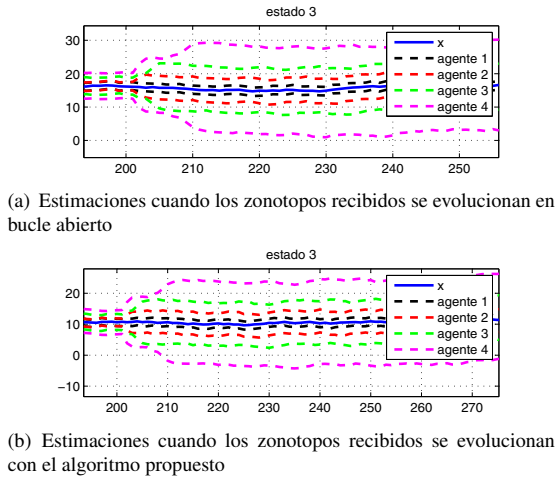 estado 3
30
20
10
0
200 210 220 230 240 250
x
agente 1
agente 2
agente 3
agente 4
(a) Estimaciones cuando los zonotopos recibidos se evolucionan en
bucle abierto
estado 3
20
10
0
−10
200 210 220 230 240 250 260 270
x
agente 1
agente 2
agente 3
agente 4
(b) Estimaciones cuando los zonotopos recibidos se evolucionan
con el algoritmo propuesto